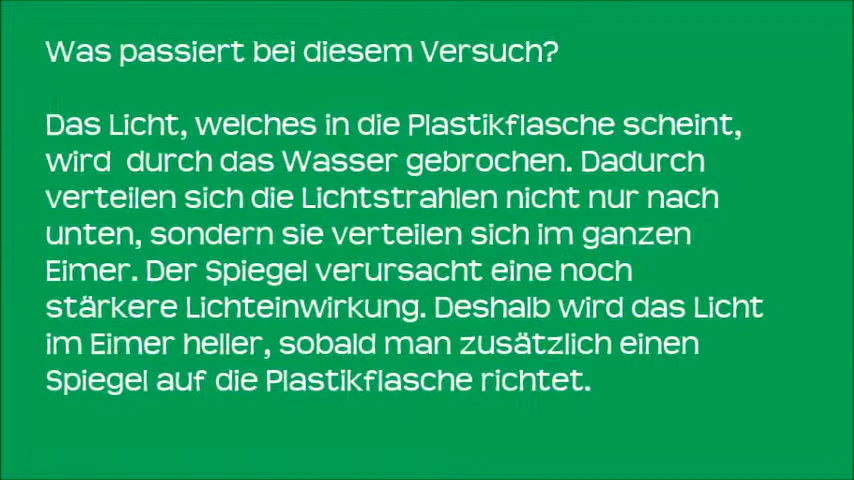 Was passiert bei diesem Versuch?
Das Licht, welches in die Plastikflasche scheint,
wird  durch das Wasser gebrochen. Dadurch
verteilen sich die Lichtstrahlen nicht nur nach
unten, sondern sie verteilen sich im ganzen
Eimer. Der Spiegel verursacht eine noch
stärkere Lichteinwirkung. Deshalb wird das Licht
im Eimer heller, sobald man zusätzlich einen
Spiegel auf die Plastikflasche richtet.